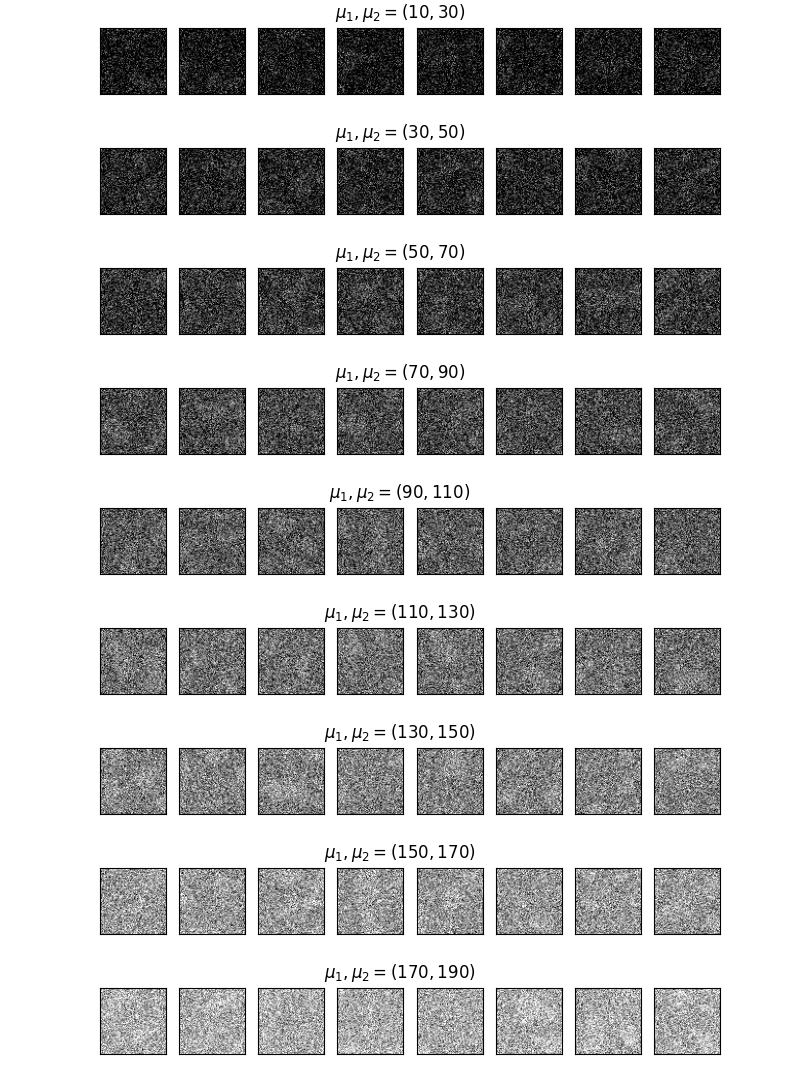 μ₁, μ₂ = (10, 30)
μ₁, μ₂ = (30, 50)
μ₁, μ₂ = (50, 70)
μ₁, μ₂ = (70, 90)
μ₁, μ₂ = (90, 110)
μ₁, μ₂ = (110, 130)
μ₁, μ₂ = (130, 150)
μ₁, μ₂ = (150, 170)
μ₁, μ₂ = (170, 190)